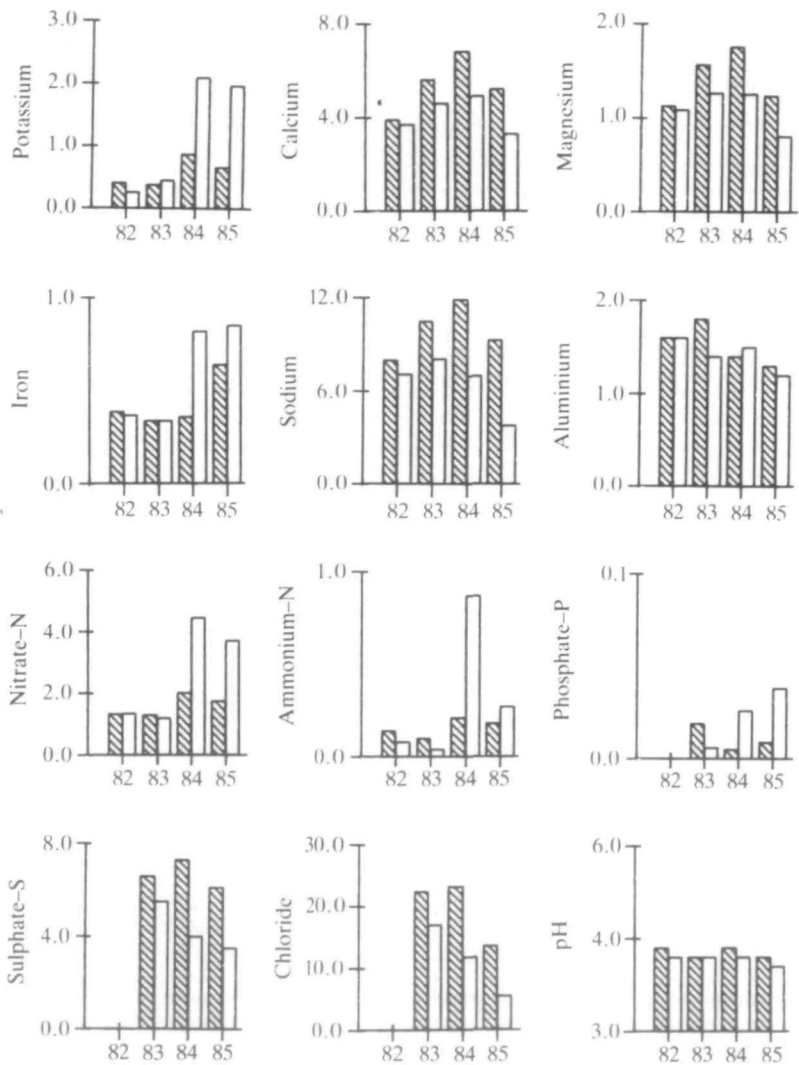 Potassium
3.0
2.0
1.0
0.0
82 83 84 85
Calcium
8.0
4.0
0.0
82 83 84 85
Magnesium
2.0
1.0
0.0
82 83 84 85
Iron
1.0
0.0
82 83 84 85
Sodium
12.0
6.0
0.0
82 83 84 85
Aluminium
2.0
1.0
0.0
82 83 84 85
Nitrate–N
6.0
4.0
2.0
0.0
82 83 84 85
Ammonium–N
1.0
0.0
82 83 84 85
Phosphate–P
0.1
0.0
82 83 84 85
Sulphate–S
8.0
4.0
0.0
82 83 84 85
Chloride
30.0
20.0
10.0
0.0
82 83 84 85
pH
6.0
4.0
3.0
82 83 84 85